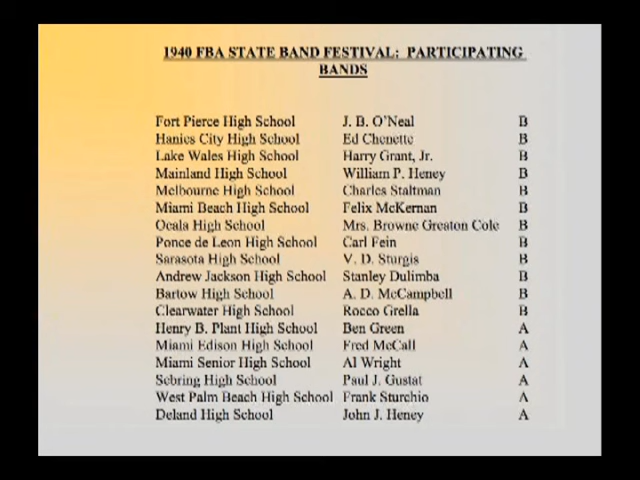 1940 FBA STATE BAND FESTIVAL: PARTICIPATING
BANDS
Fort Pierce High School J. B. O'Neal B
Hanies City High School Ed Chenette B
Lake Wales High School Harry Grant, Jr. B
Mainland High School William P. Heney B
Melbourne High School Charles Staltman B
Miami Beach High School Felix McKernan B
Ocala High School Mrs. Browne Greaton Cole B
Ponce de Leon High School Carl Fein B
Sarasota High School V. D. Sturgis B
Andrew Jackson High School Stanley Dulimba B
Bartow High School A. D. McCampbell B
Clearwater High School Rocco Grella B
Henry B. Plant High School Ben Green A
Miami Edison High School Fred McCall A
Miami Senior High School Al Wright A
Sebring High School Paul J. Gustat A
West Palm Beach High School Frank Sturchio A
Deland High School John J. Heney A